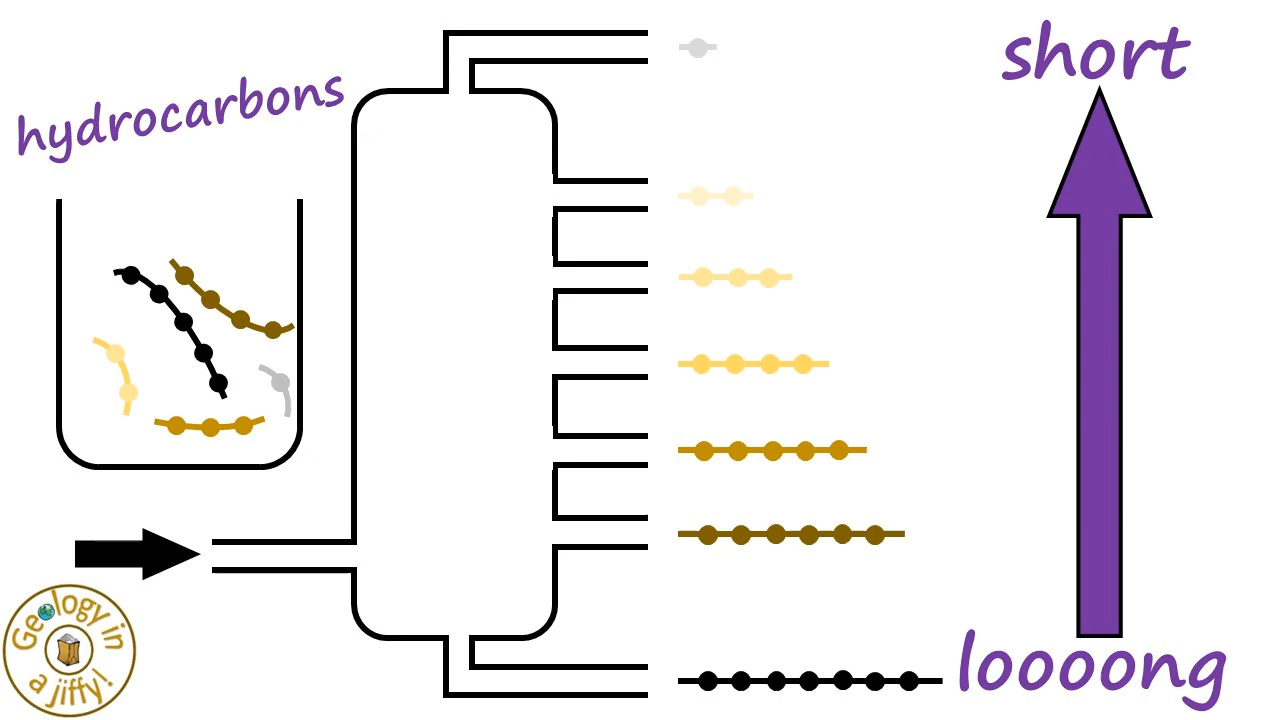 short
hydrocarbons
Geology in
a jiffy!
loooong